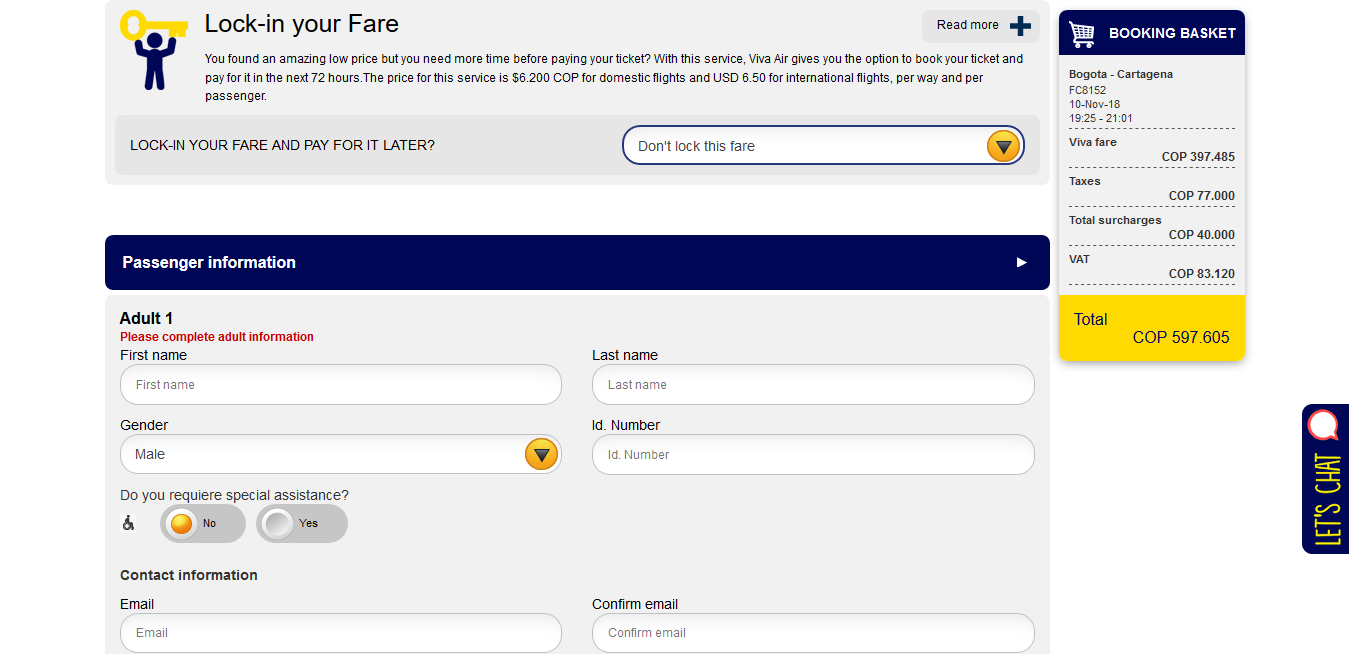 Lock-in your Fare
Read more
You found an amazing low price but you need more time before paying your ticket? With this service, Viva Air gives you the option to book your ticket and
pay for it in the next 72 hours.The price for this service is $6.200 COP for domestic flights and USD 6.50 for international flights, per way and per
passenger.
LOCK-IN YOUR FARE AND PAY FOR IT LATER?
Don't lock this fare
Passenger information
Adult 1
Please complete adult information
First name
Last name
First name
Last name
Gender
Id. Number
Male
Id. Number
Do you requiere special assistance?
No
Yes
Contact information
Email
Confirm email
Email
Confirm email
BOOKING BASKET
Bogota - Cartagena
FC8152
10-Nov-18
19:25 - 21:01
Viva fare
COP 397.485
Taxes
COP 77.000
Total surcharges
COP 40.000
VAT
COP 83.120
Total
COP 597.605
LET'S CHAT